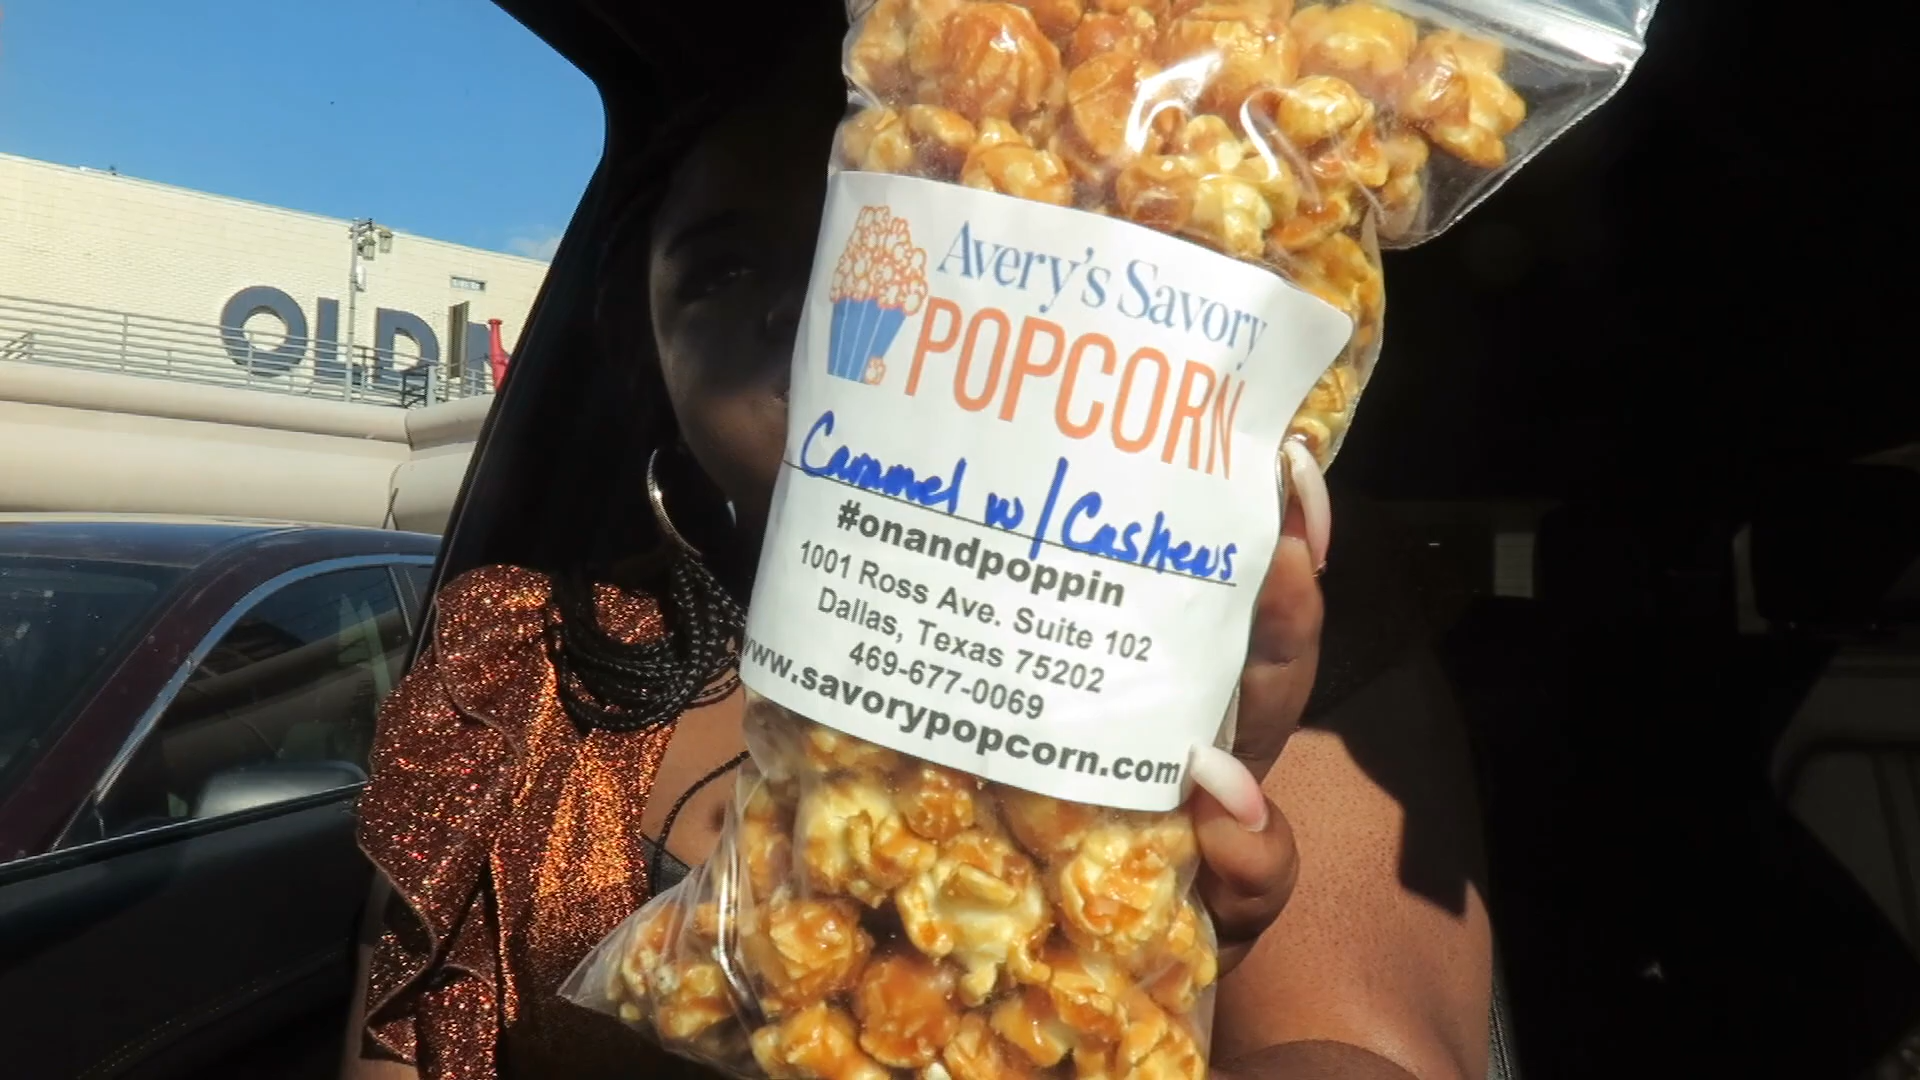 OLD
Avery's Savory
POPCORN
Caramel w/ Cashews
#onandpoppin
1001 Ross Ave. Suite 102
Dallas, Texas 75202
469-677-0069
www.savorypopcorn.com